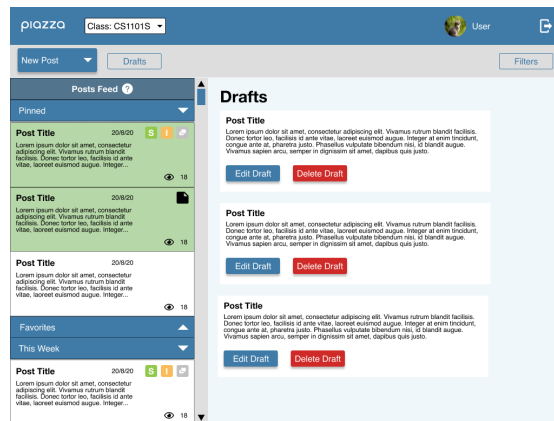 piazza
Class: CS1101S
User
New Post
Drafts
Filters
Posts Feed ?
Pinned
Post Title 20/8/20 S I
Lorem ipsum dolor sit amet, consectetur
adipiscing elit. Vivamus rutrum blandit
facilisis. Donec tortor leo, facilisis id ante
vitae, laoreet euismod augue. Integer...
18
Post Title 20/8/20
Lorem ipsum dolor sit amet, consectetur
adipiscing elit. Vivamus rutrum blandit
facilisis. Donec tortor leo, facilisis id ante
vitae, laoreet euismod augue. Integer...
18
Post Title 20/8/20
Lorem ipsum dolor sit amet, consectetur
adipiscing elit. Vivamus rutrum blandit
facilisis. Donec tortor leo, facilisis id ante
vitae, laoreet euismod augue. Integer...
18
Favorites
This Week
Post Title 20/8/20 S I
Lorem ipsum dolor sit amet, consectetur
adipiscing elit. Vivamus rutrum blandit
facilisis. Donec tortor leo, facilisis id ante
vitae, laoreet euismod augue. Integer...
18
Drafts
Post Title
Lorem ipsum dolor sit amet, consectetur adipiscing elit. Vivamus rutrum blandit facilisis.
Donec tortor leo, facilisis id ante vitae, laoreet euismod augue. Integer at enim tincidunt,
congue ante at, pharetra justo. Phasellus vulputate bibendum nisi, id blandit augue.
Vivamus sapien arcu, semper in dignissim sit amet, dapibus quis justo.
Edit Draft Delete Draft
Post Title
Lorem ipsum dolor sit amet, consectetur adipiscing elit. Vivamus rutrum blandit facilisis.
Donec tortor leo, facilisis id ante vitae, laoreet euismod augue. Integer at enim tincidunt,
congue ante at, pharetra justo. Phasellus vulputate bibendum nisi, id blandit augue.
Vivamus sapien arcu, semper in dignissim sit amet, dapibus quis justo.
Edit Draft Delete Draft
Post Title
Lorem ipsum dolor sit amet, consectetur adipiscing elit. Vivamus rutrum blandit facilisis.
Donec tortor leo, facilisis id ante vitae, laoreet euismod augue. Integer at enim tincidunt,
congue ante at, pharetra justo. Phasellus vulputate bibendum nisi, id blandit augue.
Vivamus sapien arcu, semper in dignissim sit amet, dapibus quis justo.
Edit Draft Delete Draft